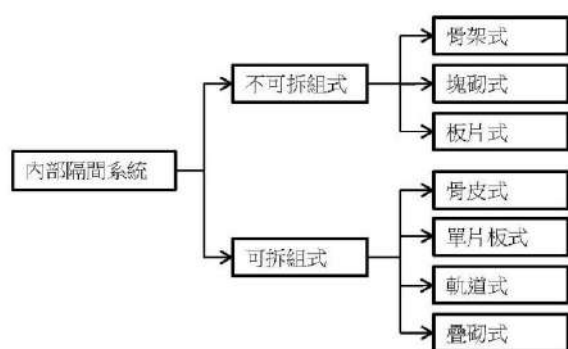 內部隔間系統
不可拆組式
骨架式
塊砌式
板片式
可拆組式
骨皮式
單片板式
軌道式
疊砌式